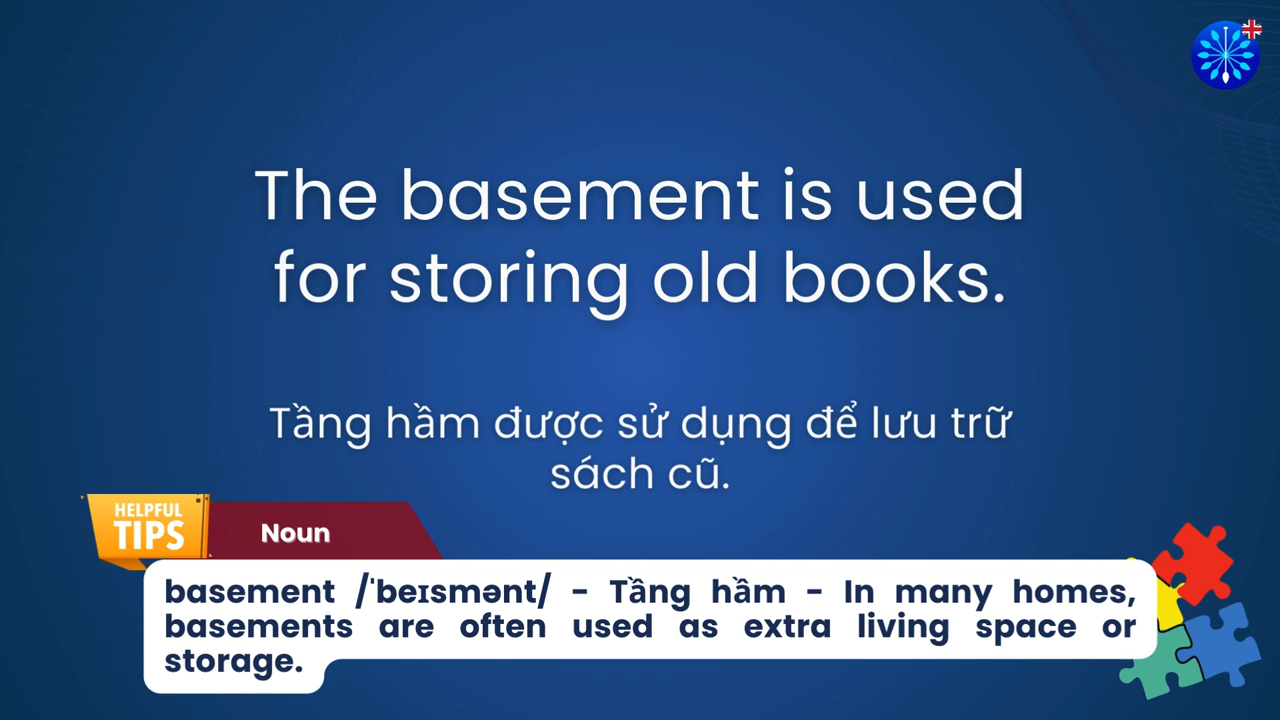 The basement is used
for storing old books.
Tầng hầm được sử dụng để lưu trữ
sách cũ.
HELPFUL
TIPS
Noun
basement /ˈbeɪsmənt/ - Tầng hầm - In many homes,
basements are often used as extra living space or
storage.